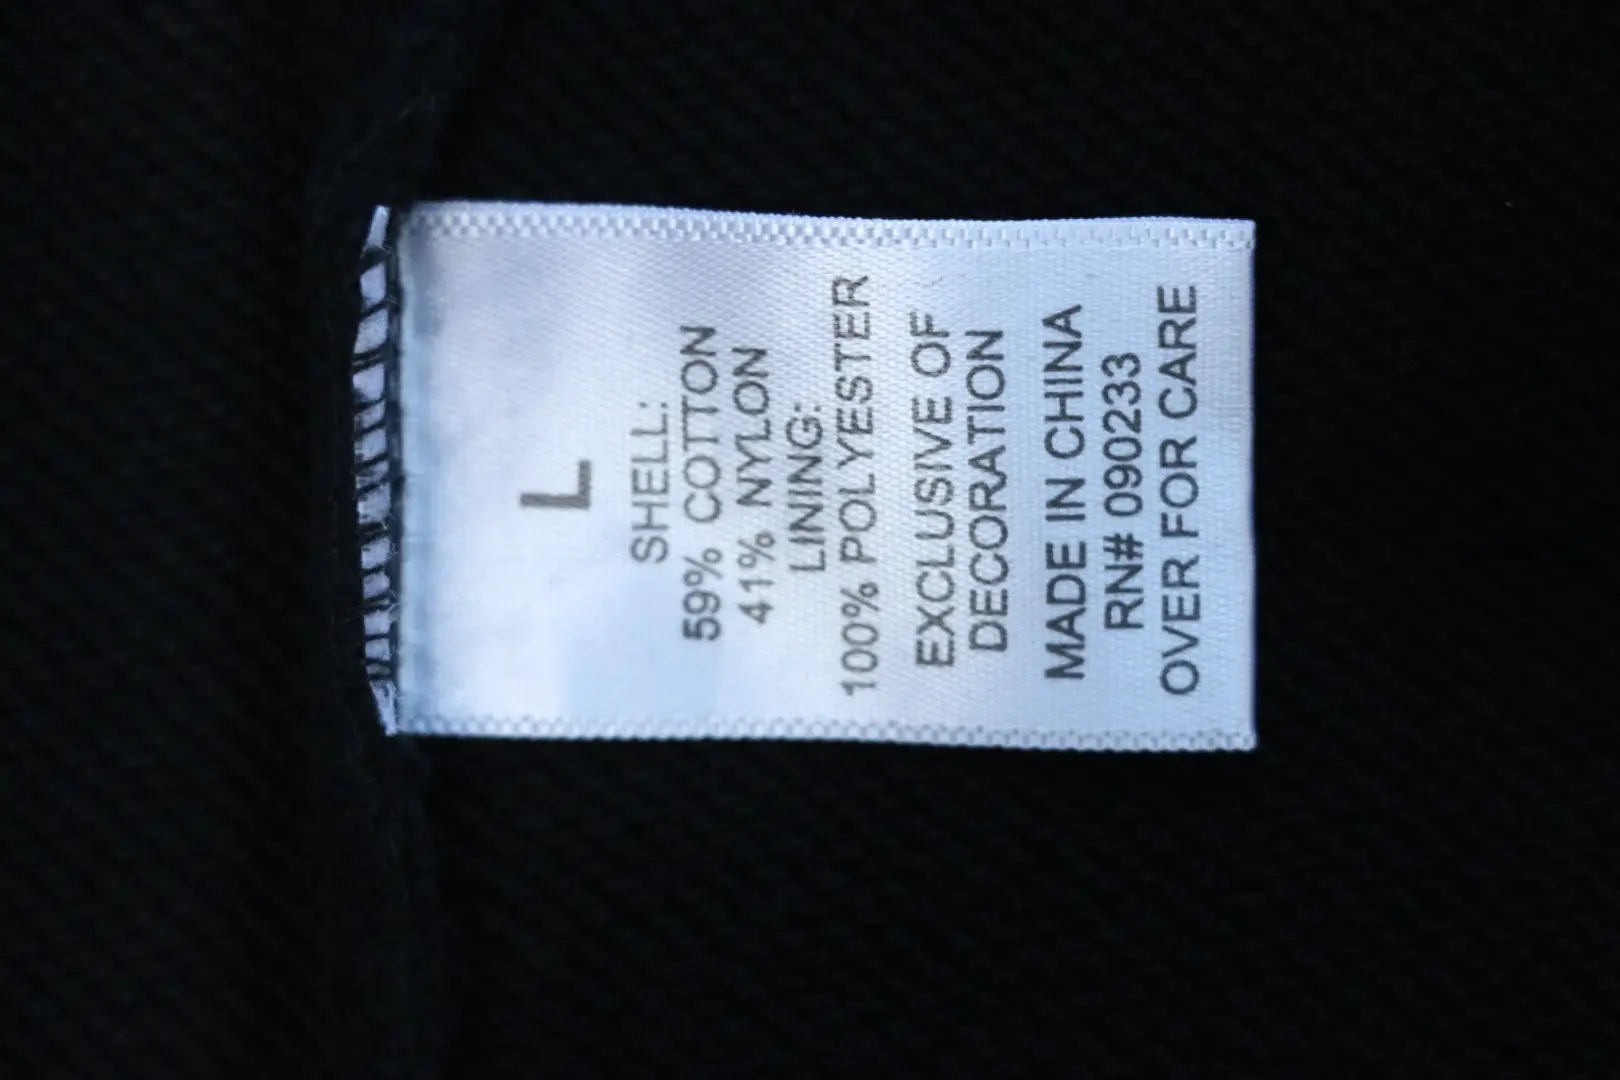 L
SHELL:
59% COTTON
41% NYLON
LINING:
100% POLYESTER
EXCLUSIVE OF
DECORATION
MADE IN CHINA
RN# 090233
OVER FOR CARE